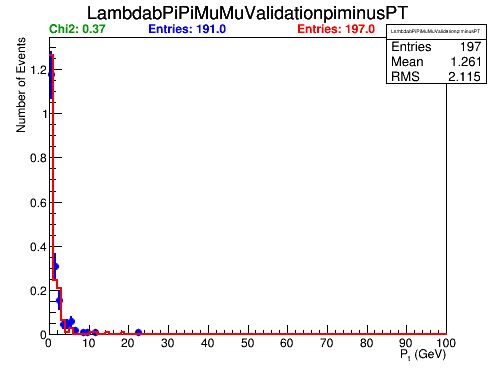 LambdabPiPiMuMuValidationpiminusPT
Chi2: 0.37 Entries: 191.0 Entries: 197.0
LambdabPiPiMuMuValidationpiminusPT
Entries 197
Mean 1.261
RMS 2.115
Number of Events
1.2
1
0.8
0.6
0.4
0.2
0
0 10 20 30 40 50 60 70 80 90 100
Pt (GeV)